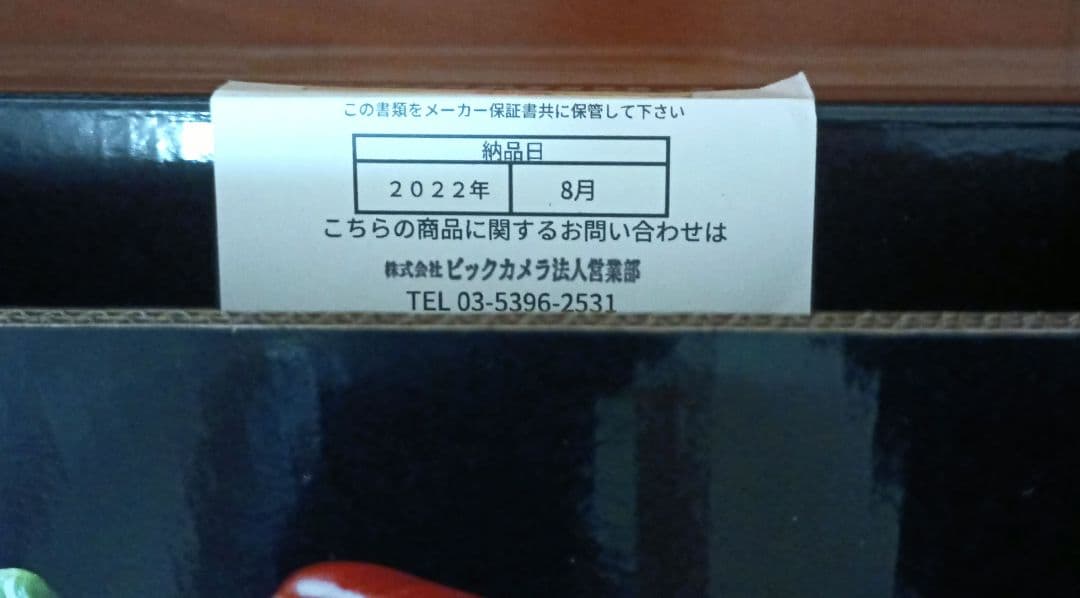 この書類をメーカー保証書共に保管して下さい
納品日
２０２２年 8月
こちらの商品に関するお問い合わせは
株式会社 ビックカメラ法人営業部
TEL 03-5396-2531